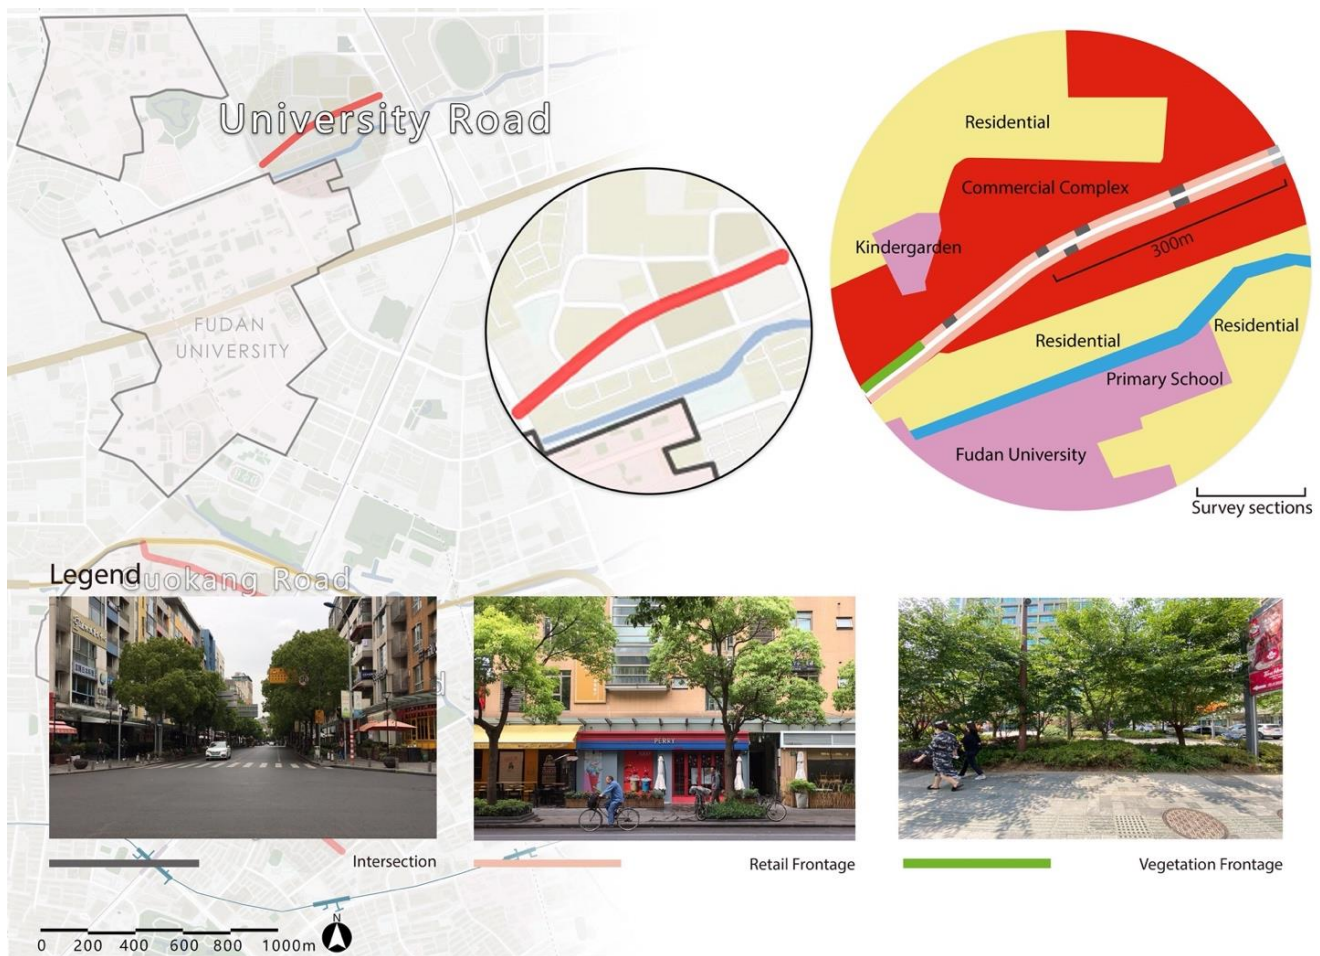 University Road
Residential
Commercial Complex
Kindergarden
300m
FUDAN
UNIVERSITY
Residential
Residential
Primary School
Fudan University
Survey sections
Legend
Guokang Road
PURRE
Intersection
Retail Frontage
Vegetation Frontage
N
0 200 400 600 800 1000m